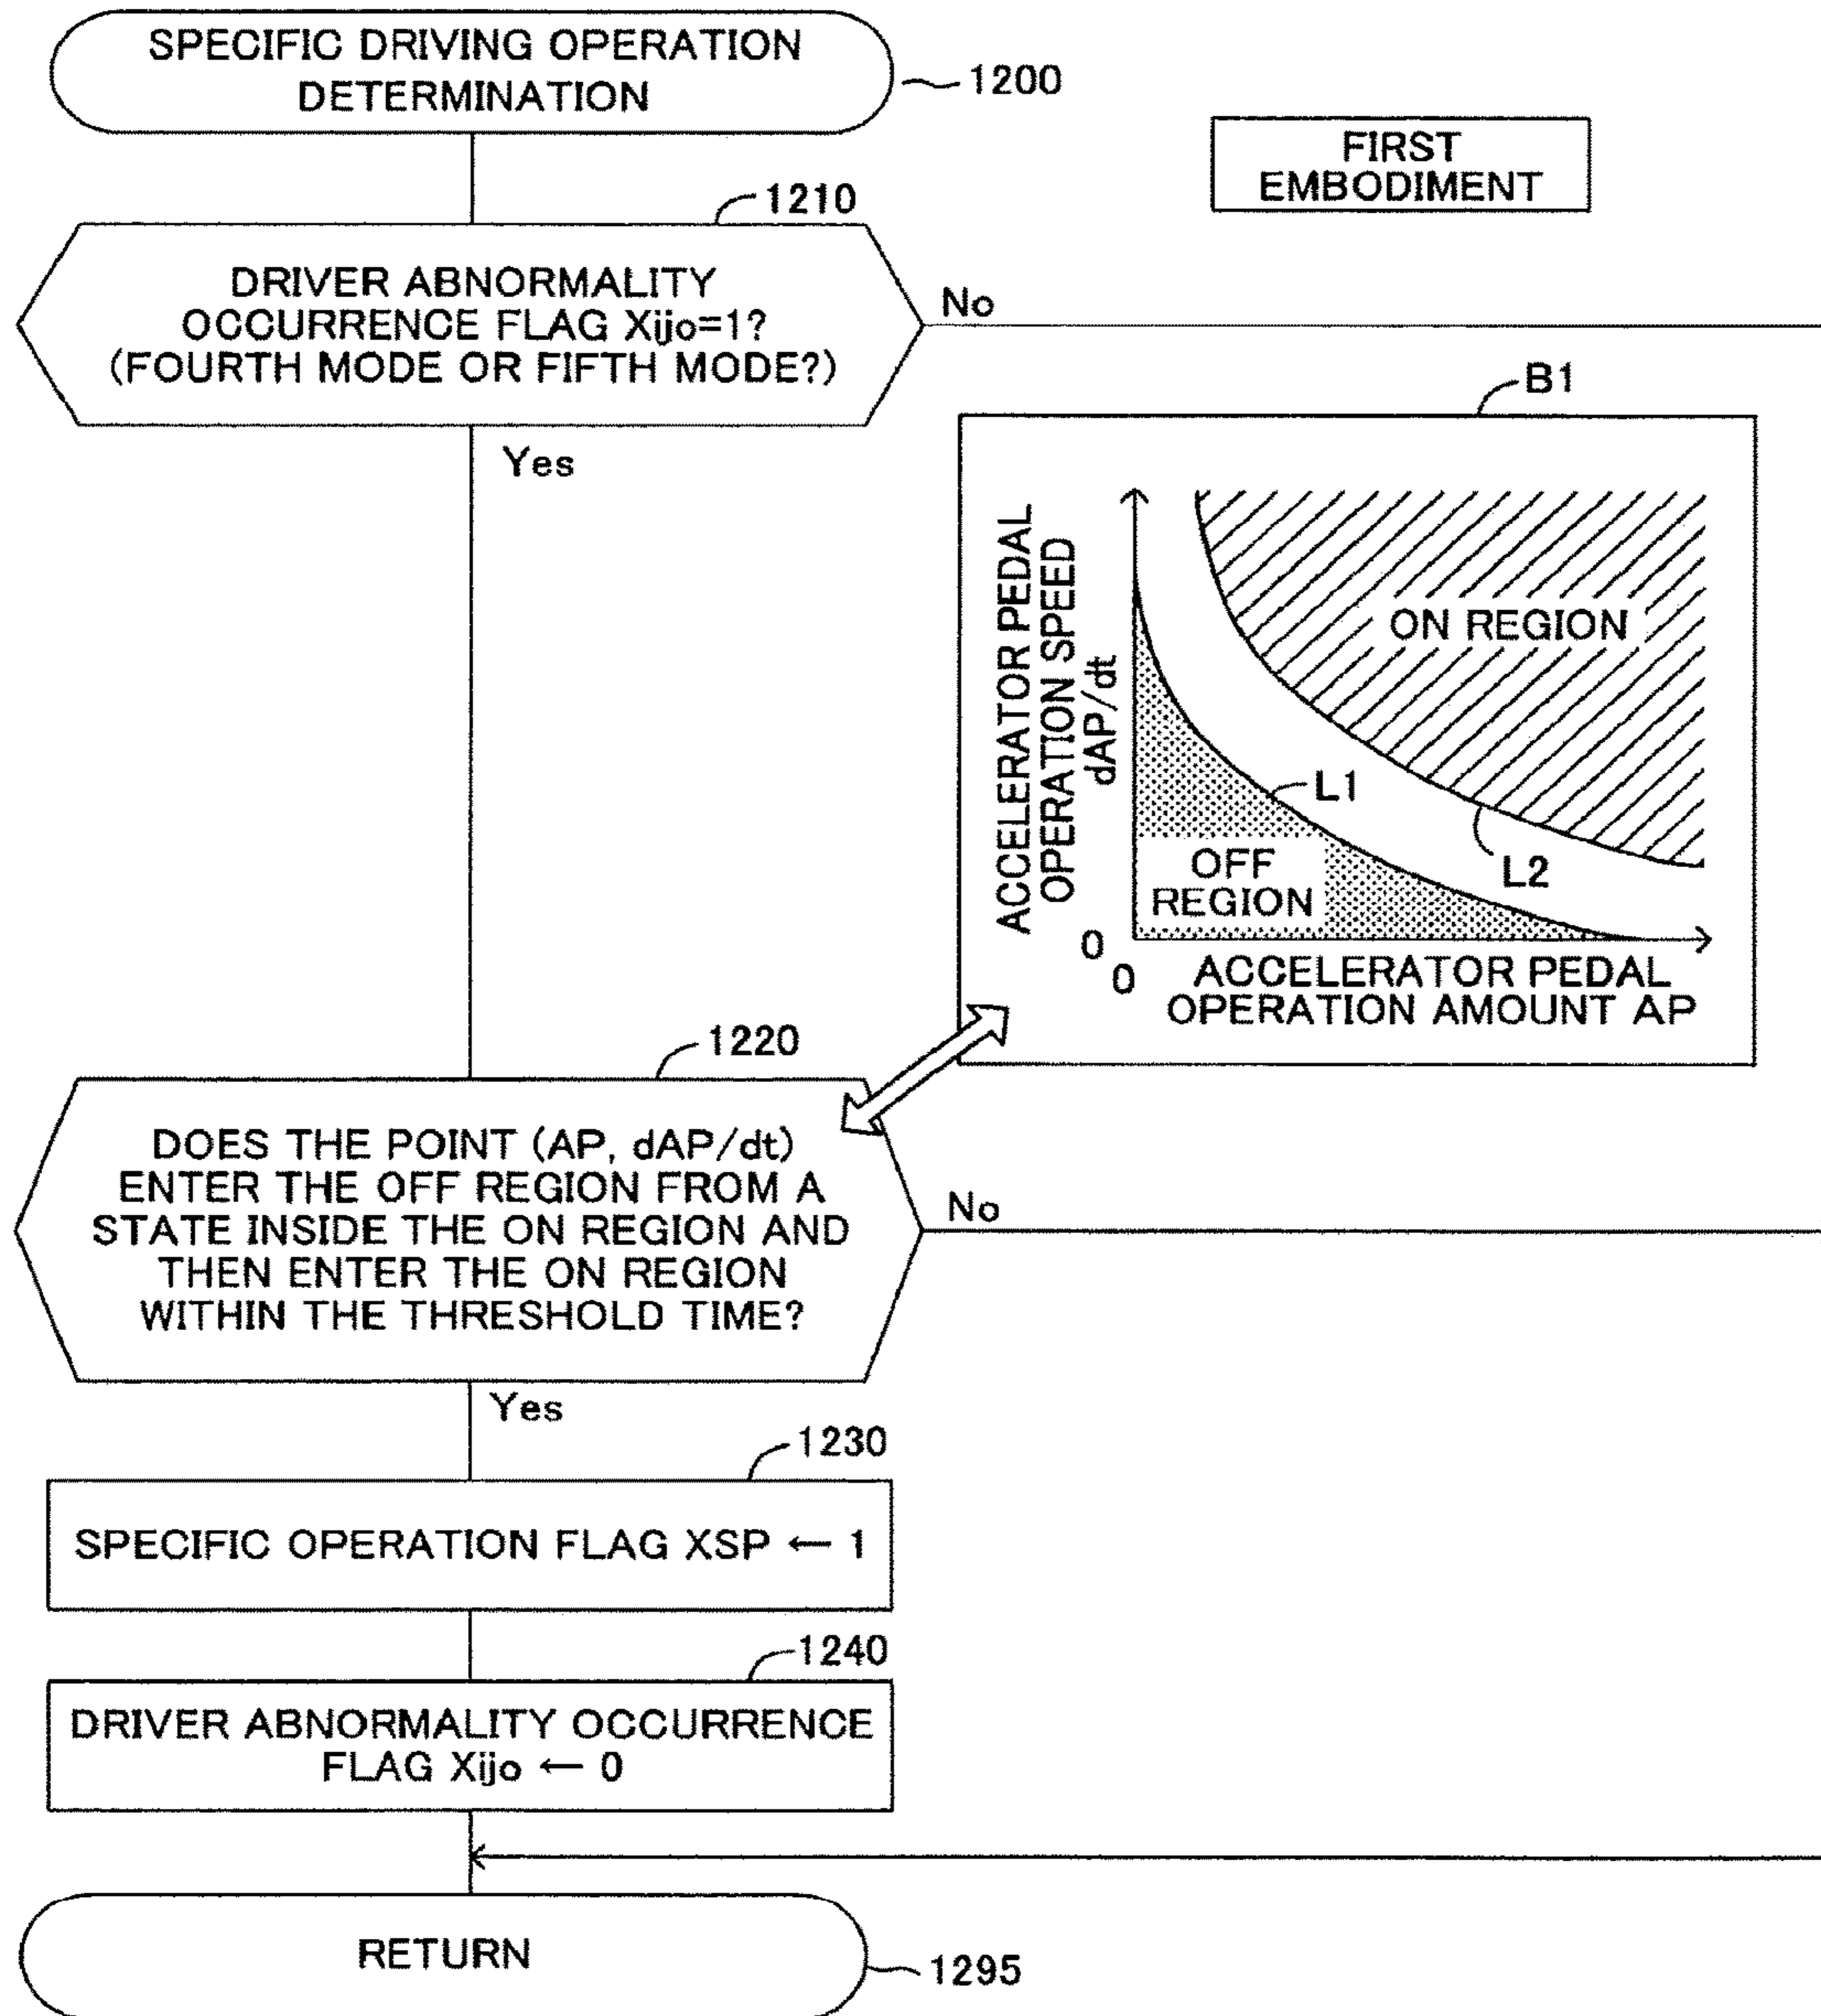 SPECIFIC DRIVING OPERATION
DETERMINATION
1200
FIRST
EMBODIMENT
1210
DRIVER ABNORMALITY
OCCURRENCE FLAG Xijo=1?
(FOURTH MODE OR FIFTH MODE?)
No
Yes
B1
ACCELERATOR PEDAL
OPERATION SPEED
dAP/dt
ON REGION
L1
L2
OFF
REGION
0
0
ACCELERATOR PEDAL
OPERATION AMOUNT AP
1220
DOES THE POINT (AP, dAP/dt)
ENTER THE OFF REGION FROM A
STATE INSIDE THE ON REGION AND
THEN ENTER THE ON REGION
WITHIN THE THRESHOLD TIME?
No
Yes
1230
SPECIFIC OPERATION FLAG XSP ← 1
1240
DRIVER ABNORMALITY OCCURRENCE
FLAG Xijo ← 0
RETURN
1295